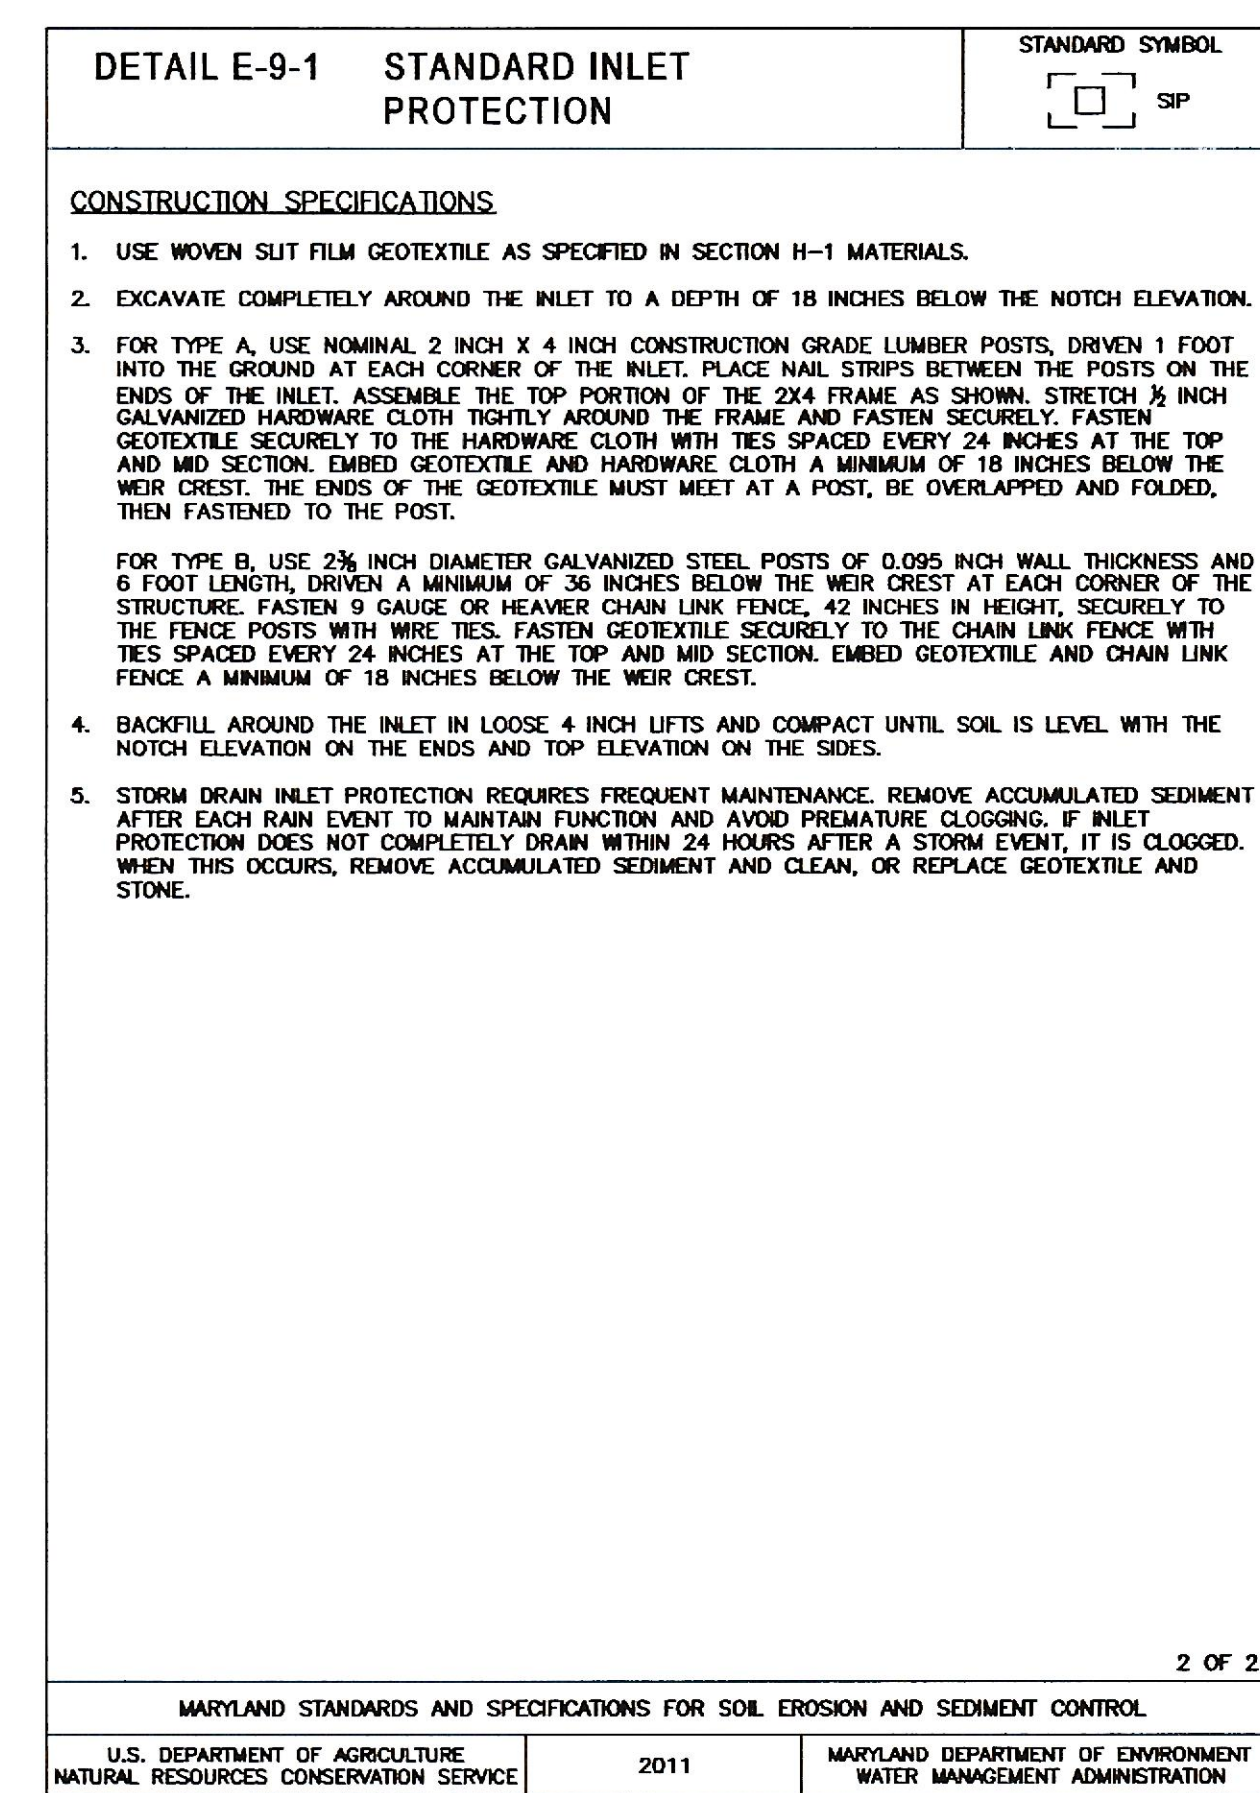 DETAIL E-9-1 STANDARD INLET
PROTECTION
STANDARD SYMBOL
SIP
CONSTRUCTION SPECIFICATIONS
1. USE WOVEN SLIT FILM GEOTEXTILE AS SPECIFIED IN SECTION H-1 MATERIALS.
2. EXCAVATE COMPLETELY AROUND THE INLET TO A DEPTH OF 18 INCHES BELOW THE NOTCH ELEVATION.
3. FOR TYPE A, USE NOMINAL 2 INCH X 4 INCH CONSTRUCTION GRADE LUMBER POSTS, DRIVEN 1 FOOT
INTO THE GROUND AT EACH CORNER OF THE INLET. PLACE NAIL STRIPS BETWEEN THE POSTS ON THE
ENDS OF THE INLET. ASSEMBLE THE TOP PORTION OF THE 2X4 FRAME AS SHOWN. STRETCH ½ INCH
GALVANIZED HARDWARE CLOTH TIGHTLY AROUND THE FRAME AND FASTEN SECURELY. FASTEN
GEOTEXTILE SECURELY TO THE HARDWARE CLOTH WITH TIES SPACED EVERY 24 INCHES AT THE TOP
AND MID SECTION. EMBED GEOTEXTILE AND HARDWARE CLOTH A MINIMUM OF 18 INCHES BELOW THE
WEIR CREST. THE ENDS OF THE GEOTEXTILE MUST MEET AT A POST, BE OVERLAPPED AND FOLDED,
THEN FASTENED TO THE POST.
FOR TYPE B, USE 2⅜ INCH DIAMETER GALVANIZED STEEL POSTS OF 0.095 INCH WALL THICKNESS AND
6 FOOT LENGTH, DRIVEN A MINIMUM OF 36 INCHES BELOW THE WEIR CREST AT EACH CORNER OF THE
STRUCTURE. FASTEN 9 GAUGE OR HEAVIER CHAIN LINK FENCE, 42 INCHES IN HEIGHT, SECURELY TO
THE FENCE POSTS WITH WIRE TIES. FASTEN GEOTEXTILE SECURELY TO THE CHAIN LINK FENCE WITH
TIES SPACED EVERY 24 INCHES AT THE TOP AND MID SECTION. EMBED GEOTEXTILE AND CHAIN LINK
FENCE A MINIMUM OF 18 INCHES BELOW THE WEIR CREST.
4. BACKFILL AROUND THE INLET IN LOOSE 4 INCH LIFTS AND COMPACT UNTIL SOIL IS LEVEL WITH THE
NOTCH ELEVATION ON THE ENDS AND TOP ELEVATION ON THE SIDES.
5. STORM DRAIN INLET PROTECTION REQUIRES FREQUENT MAINTENANCE. REMOVE ACCUMULATED SEDIMENT
AFTER EACH RAIN EVENT TO MAINTAIN FUNCTION AND AVOID PREMATURE CLOGGING. IF INLET
PROTECTION DOES NOT COMPLETELY DRAIN WITHIN 24 HOURS AFTER A STORM EVENT, IT IS CLOGGED.
WHEN THIS OCCURS, REMOVE ACCUMULATED SEDIMENT AND CLEAN, OR REPLACE GEOTEXTILE AND
STONE.
2 OF 2
MARYLAND STANDARDS AND SPECIFICATIONS FOR SOIL EROSION AND SEDIMENT CONTROL
U.S. DEPARTMENT OF AGRICULTURE
NATURAL RESOURCES CONSERVATION SERVICE
2011
MARYLAND DEPARTMENT OF ENVIRONMENT
WATER MANAGEMENT ADMINISTRATION